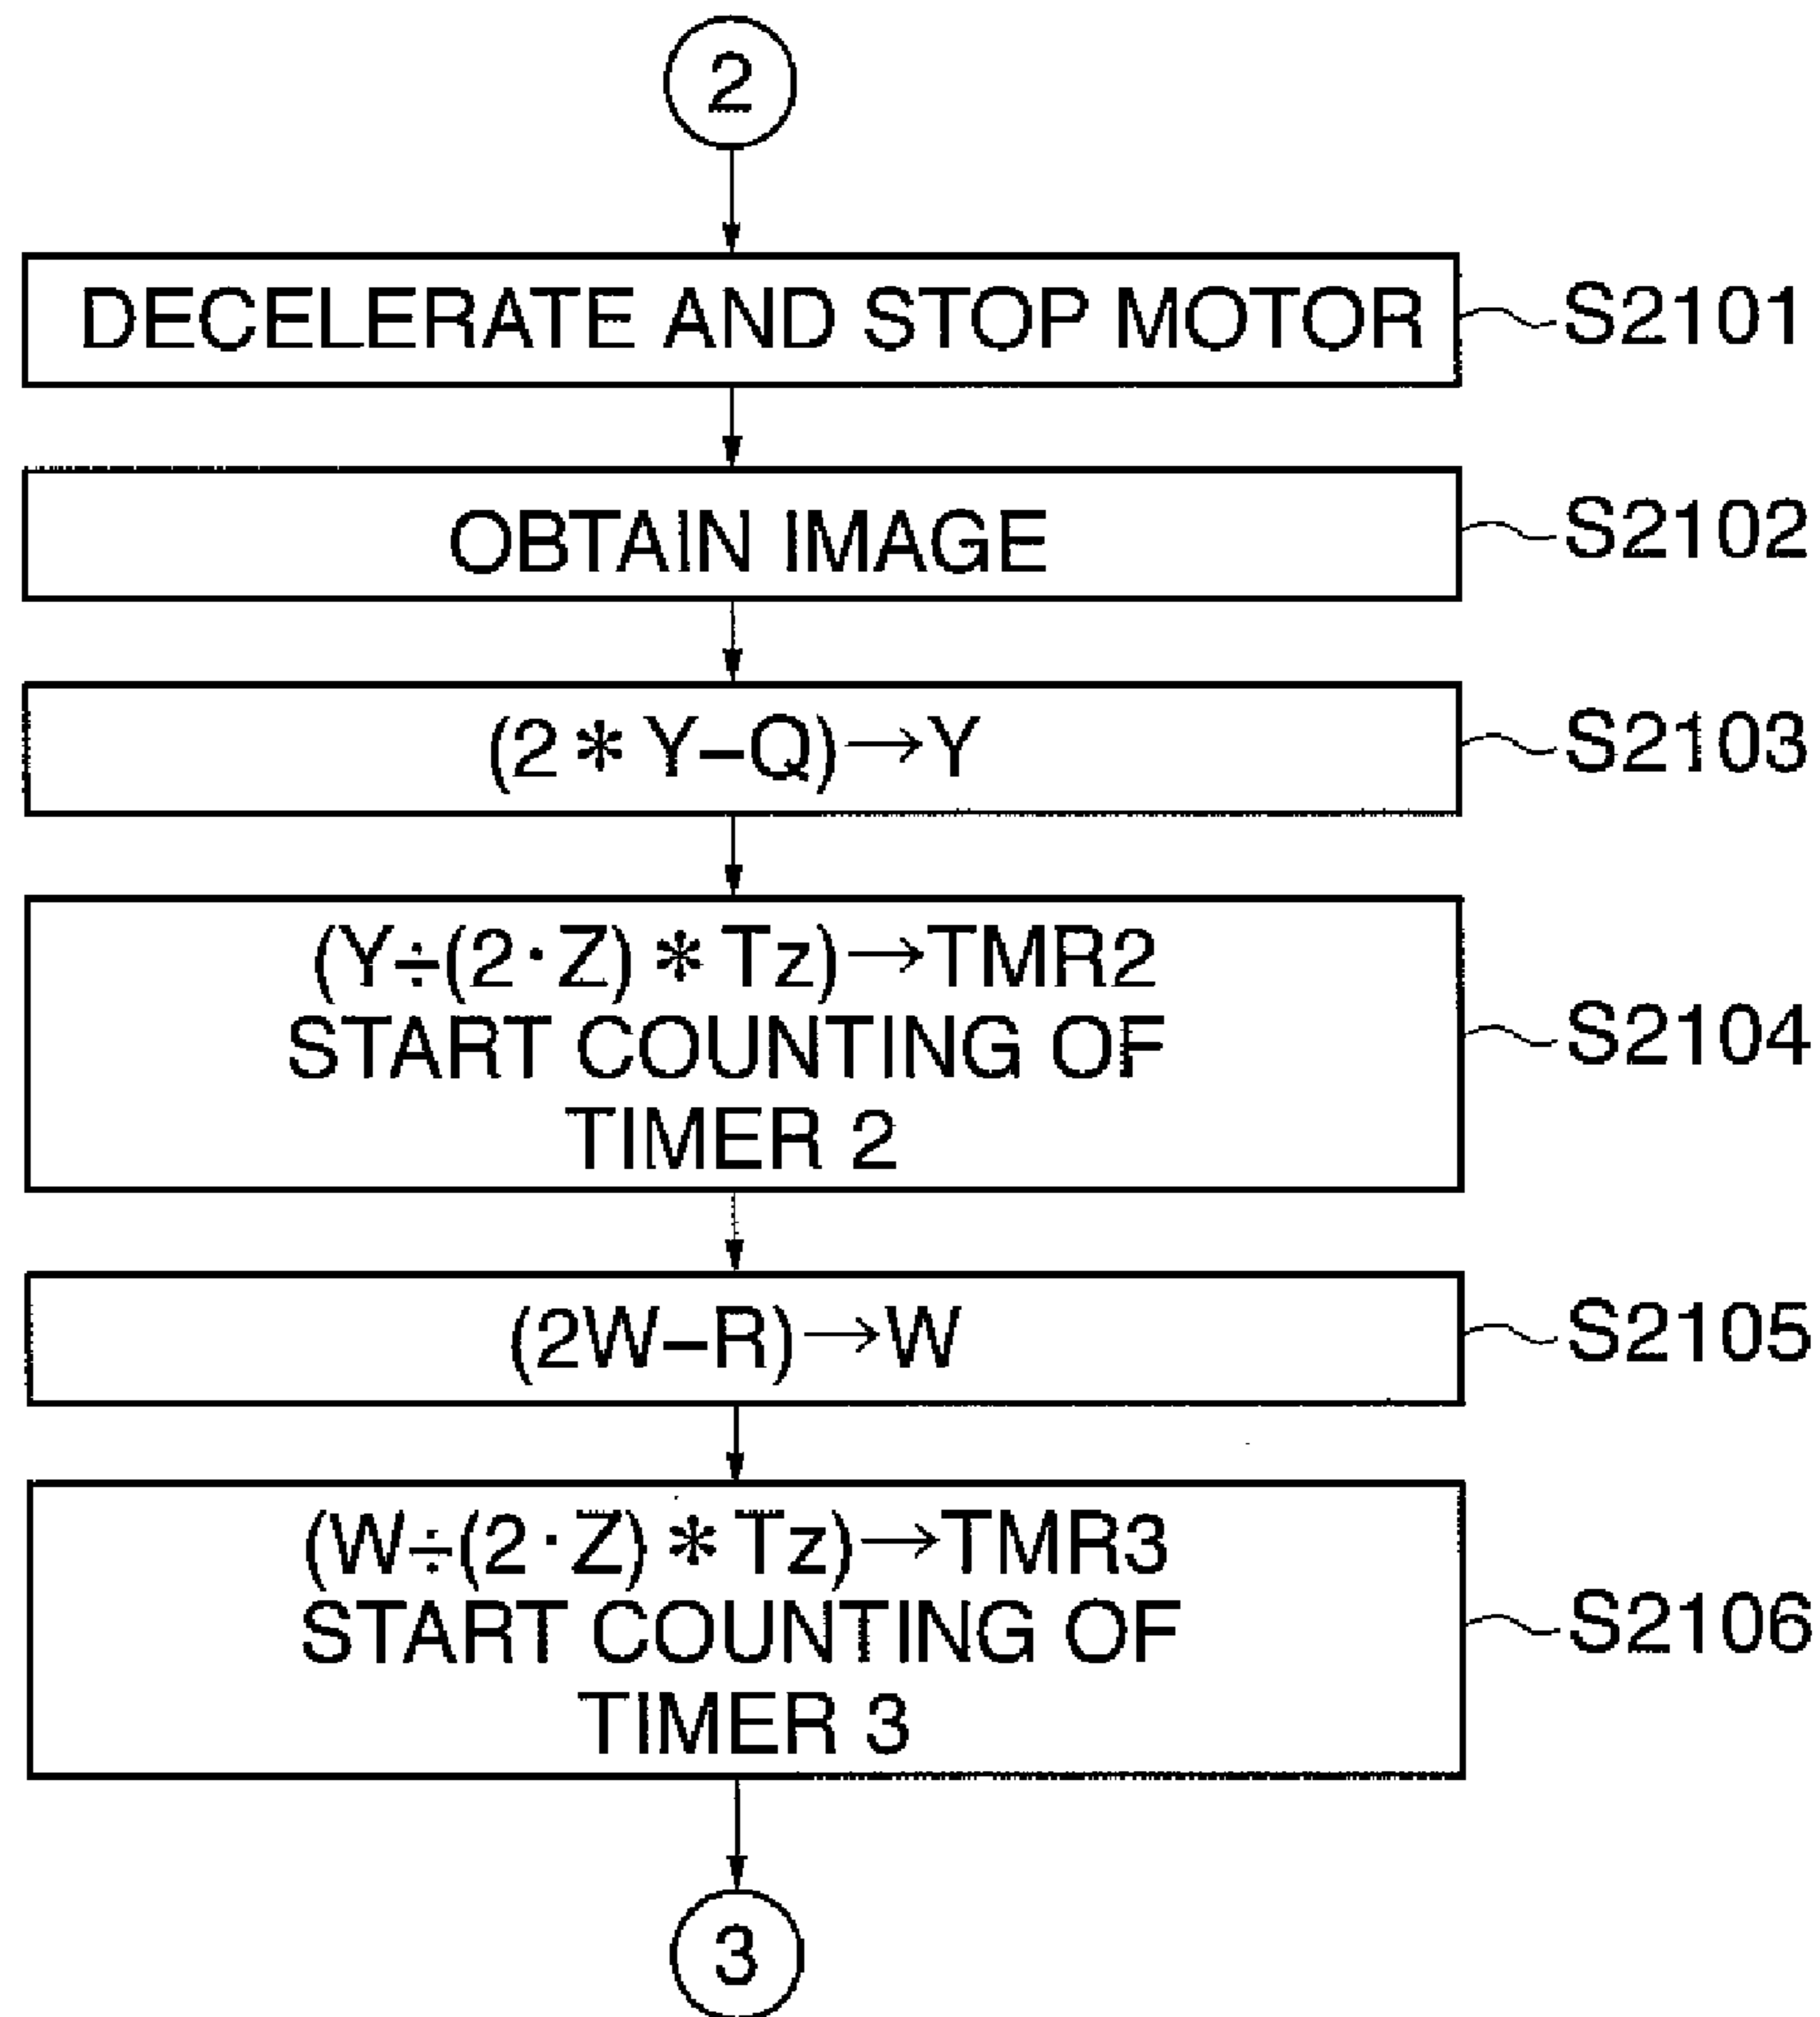 2
DECELERATE AND STOP MOTOR
S2101
OBTAIN IMAGE
S2102
(2 * Y−Q)→Y
S2103
(Y÷(2·Z) * Tz)→TMR2
START COUNTING OF
TIMER 2
S2104
(2W−R)→W
S2105
(W÷(2·Z) * Tz)→TMR3
START COUNTING OF
TIMER 3
S2106
3